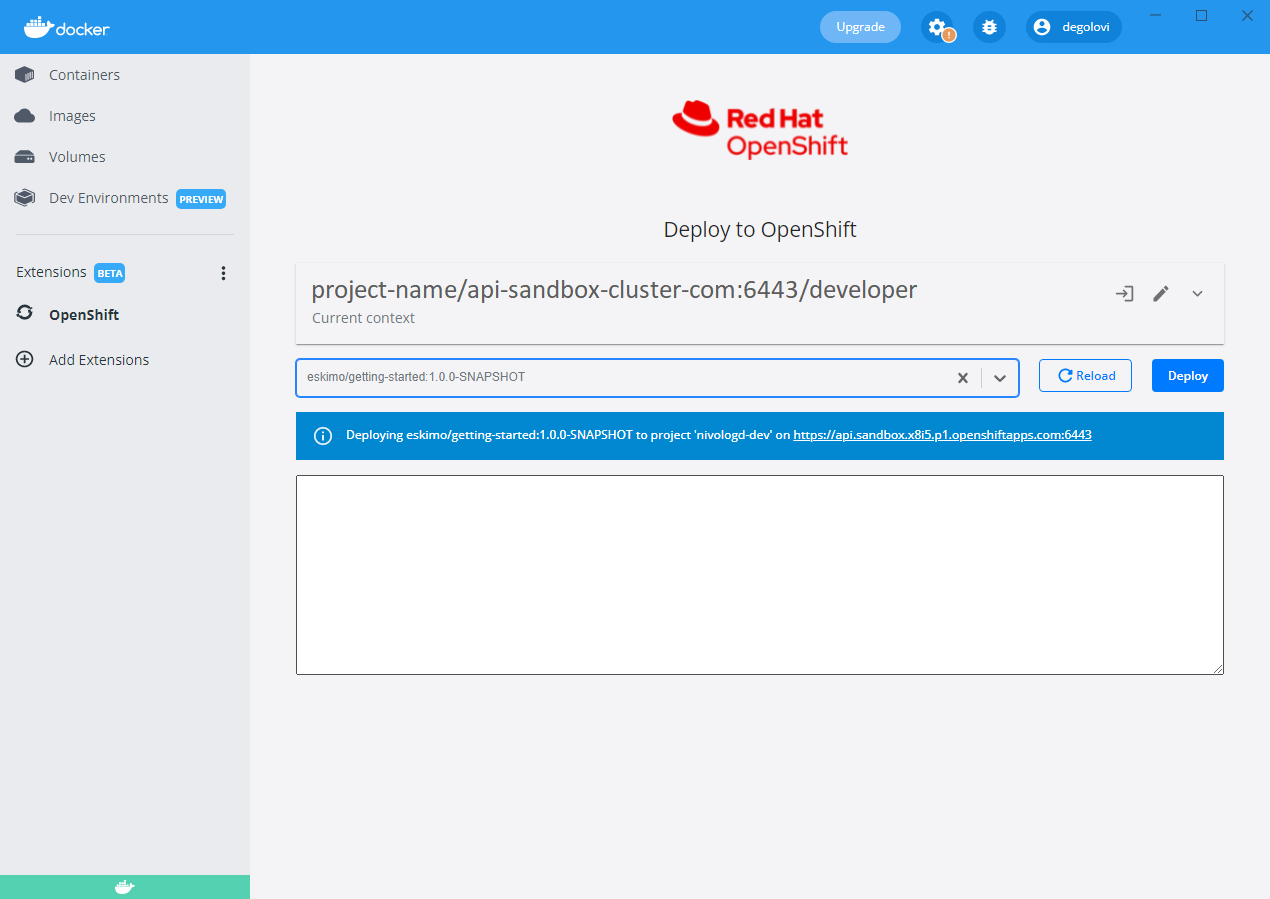 docker
Upgrade
degolovi
Containers
Images
Volumes
Dev Environments PREVIEW
Extensions BETA
OpenShift
Add Extensions
Red Hat
OpenShift
Deploy to OpenShift
project-name/api-sandbox-cluster-com:6443/developer
Current context
eskimo/getting-started:1.0.0-SNAPSHOT
Reload
Deploy
Deploying eskimo/getting-started:1.0.0-SNAPSHOT to project 'nivologd-dev' on https://api.sandbox.x8i5.p1.openshiftapps.com:6443